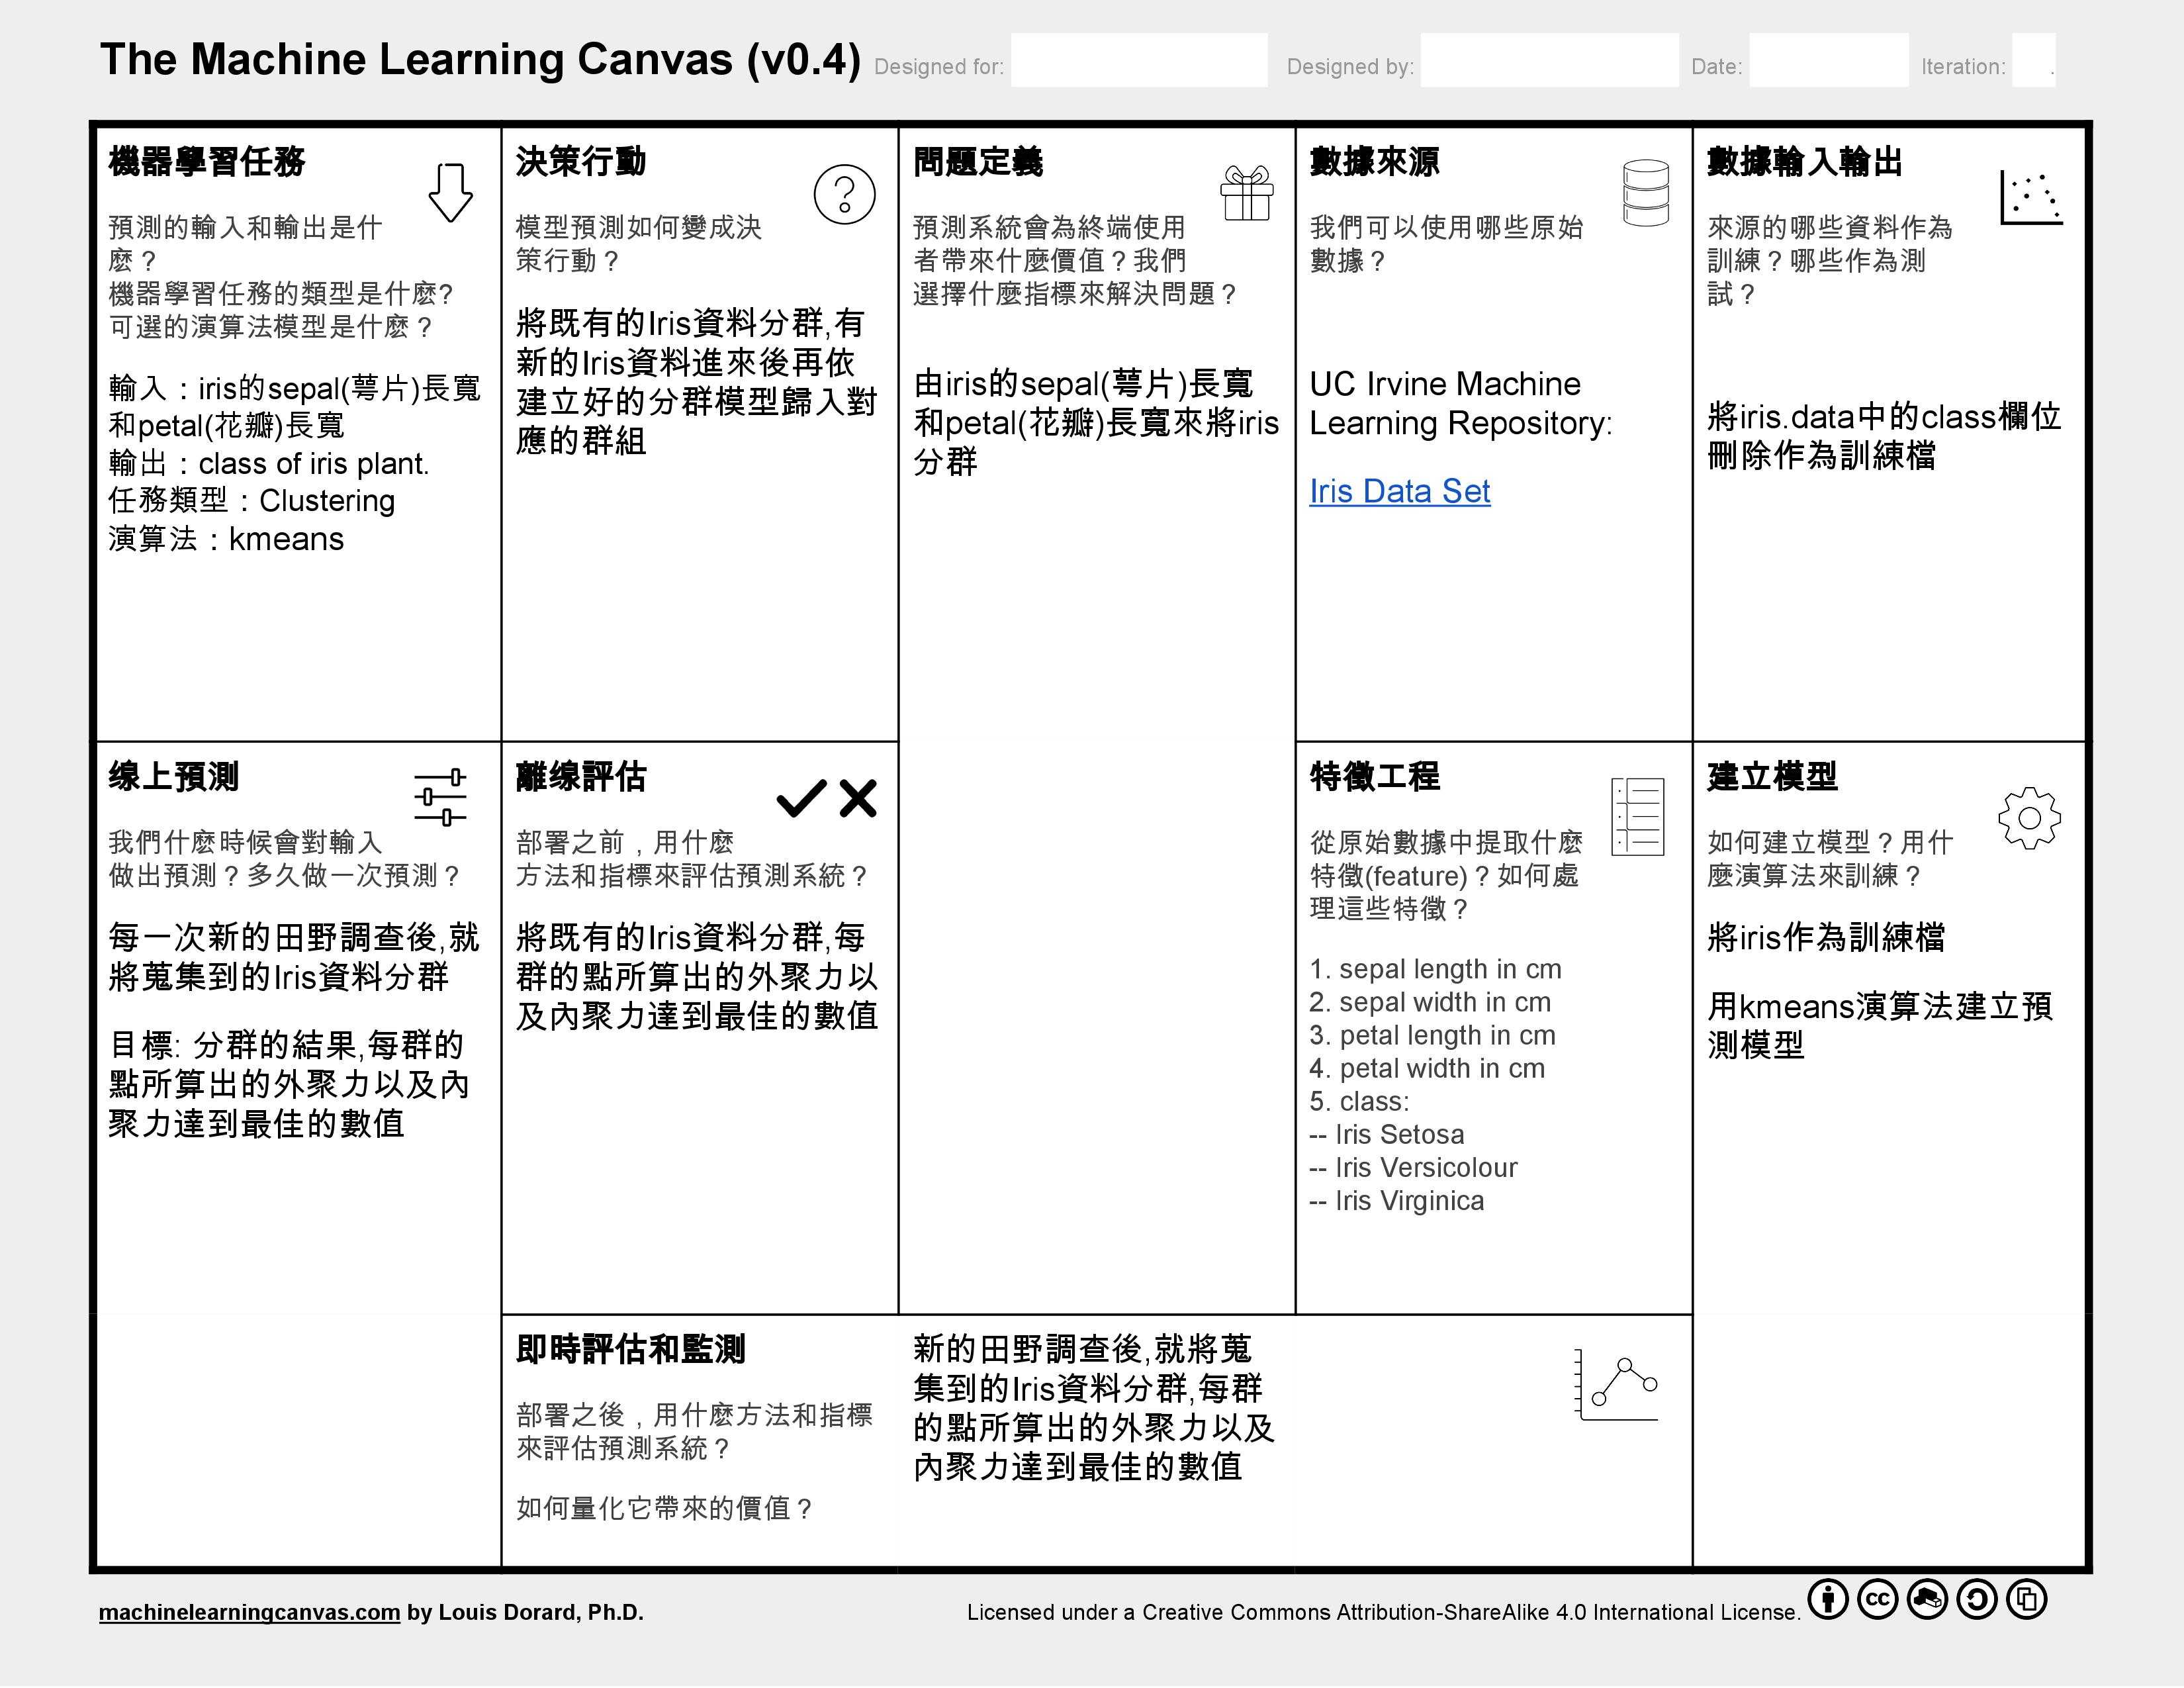 The Machine Learning Canvas (v0.4)
Designed for:
Designed by:
Date:
Iteration:
.
機器學習任務
預測的輸入和輸出是什
麼？
機器學習任務的類型是什麼?
可選的演算法模型是什麼？
輸入：iris的sepal(萼片)長寬
和petal(花瓣)長寬
輸出：class of iris plant.
任務類型：Clustering
演算法：kmeans
決策行動
模型預測如何變成決
策行動？
將既有的Iris資料分群,有
新的Iris資料進來後再依
建立好的分群模型歸入對
應的群組
問題定義
預測系統會為終端使用
者帶來什麼價值？我們
選擇什麼指標來解決問題？
由iris的sepal(萼片)長寬
和petal(花瓣)長寬來將iris
分群
數據來源
我們可以使用哪些原始
數據？
UC Irvine Machine
Learning Repository:
Iris Data Set
數據輸入輸出
來源的哪些資料作為
訓練？哪些作為測
試？
將iris.data中的class欄位
刪除作為訓練檔
线上預測
我們什麼時候會對輸入
做出預測？多久做一次預測？
每一次新的田野調查後,就
將蒐集到的Iris資料分群
目標: 分群的結果,每群的
點所算出的外聚力以及內
聚力達到最佳的數值
離线評估
部署之前，用什麼
方法和指標來評估預測系統？
將既有的Iris資料分群,每
群的點所算出的外聚力以
及內聚力達到最佳的數值
特徵工程
從原始數據中提取什麼
特徵(feature)？如何處
理這些特徵？
1. sepal length in cm
2. sepal width in cm
3. petal length in cm
4. petal width in cm
5. class:
-- Iris Setosa
-- Iris Versicolour
-- Iris Virginica
建立模型
如何建立模型？用什
麼演算法來訓練？
將iris作為訓練檔
用kmeans演算法建立預
測模型
即時評估和監測
部署之後，用什麼方法和指標
來評估預測系統？
如何量化它帶來的價值？
新的田野調查後,就將蒐
集到的Iris資料分群,每群
的點所算出的外聚力以及
內聚力達到最佳的數值
machinelearningcanvas.com by Louis Dorard, Ph.D.
Licensed under a Creative Commons Attribution-ShareAlike 4.0 International License.
cc